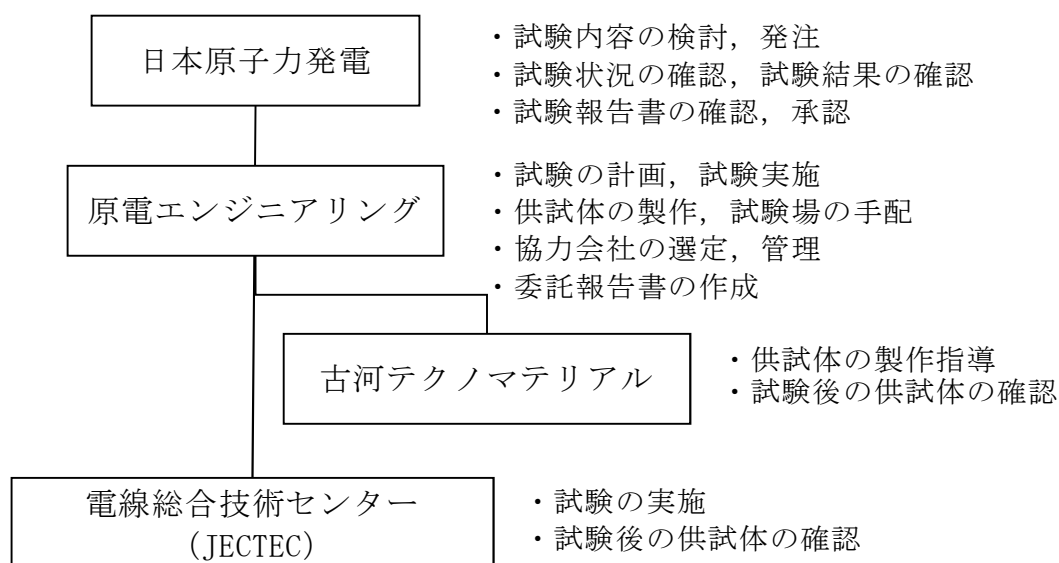 日本原子力発電
・試験内容の検討，発注
・試験状況の確認，試験結果の確認
・試験報告書の確認，承認
原電エンジニアリング
・試験の計画，試験実施
・供試体の製作，試験場の手配
・協力会社の選定，管理
・委託報告書の作成
古河テクノマテリアル
・供試体の製作指導
・試験後の供試体の確認
電線総合技術センター
（JECTEC）
・試験の実施
・試験後の供試体の確認